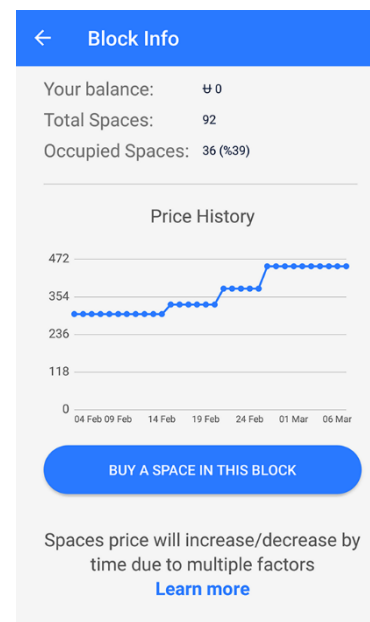 Block Info
Your balance: ꓴ 0
Total Spaces: 92
Occupied Spaces: 36 (%39)
Price History
472
354
236
118
0
04 Feb 09 Feb 14 Feb 19 Feb 24 Feb 01 Mar 06 Mar
BUY A SPACE IN THIS BLOCK
Spaces price will increase/decrease by
time due to multiple factors
Learn more